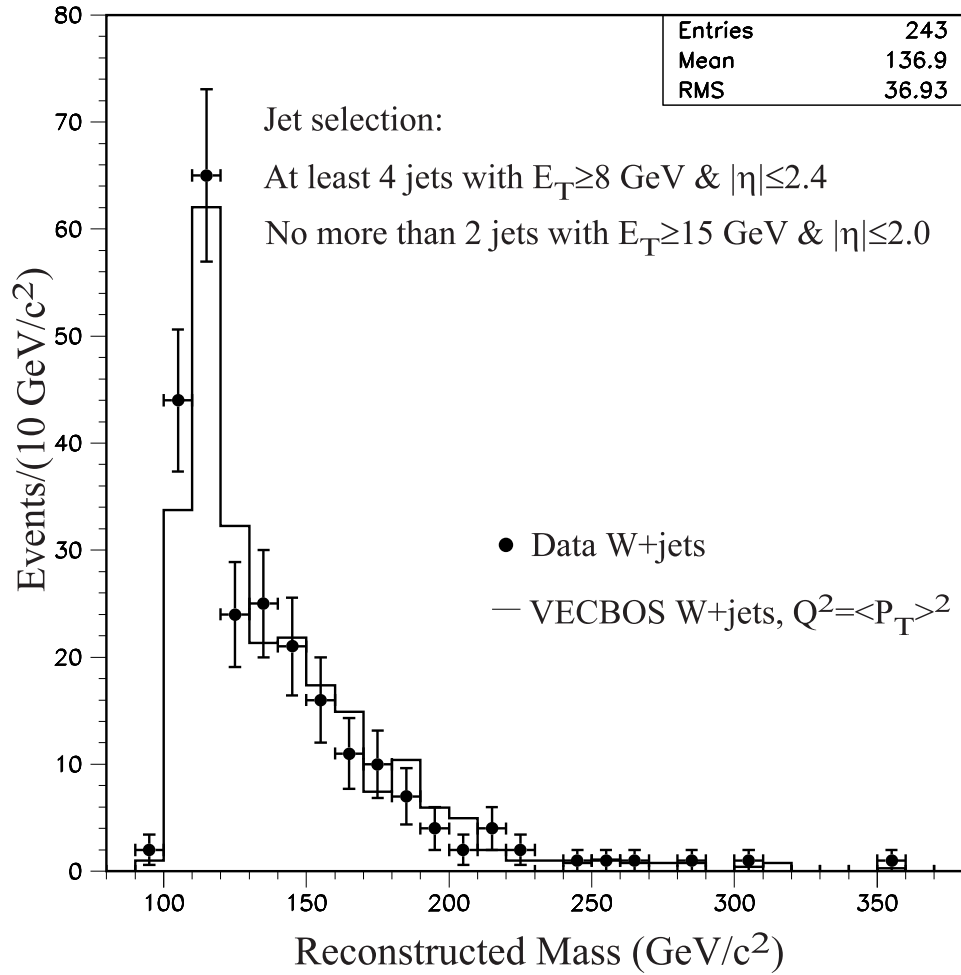 80
70
60
50
40
30
20
10
0
Events/(10 GeV/c²)
Entries 243
Mean 136.9
RMS 36.93
Jet selection:
At least 4 jets with E_T≥8 GeV & |η|≤2.4
No more than 2 jets with E_T≥15 GeV & |η|≤2.0
Data W+jets
VECBOS W+jets, Q²=<P_T>²
100 150 200 250 300 350
Reconstructed Mass (GeV/c²)